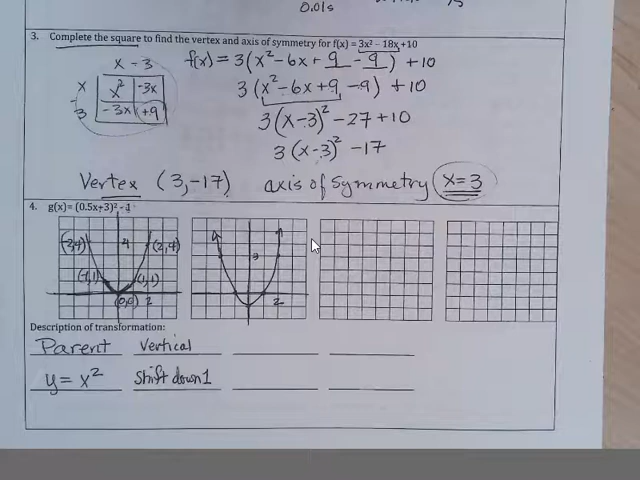 0.01s
3. Complete the square to find the vertex and axis of symmetry for f(x) = 3x² – 18x +10
x - 3
x x² -3x
-3 -3x +9
f(x) = 3(x² -6x + 9 - 9) + 10
3(x² -6x +9 -9) + 10
3(x-3)² -27 +10
3(x-3)² -17
Vertex (3,-17) axis of symmetry x=3
4. g(x)= (0.5x+3)² - 1
(-2,4) 4 (2,4)
(-1,1) (1,1)
(0,0) 2
2
Description of transformation:
Parent Vertical
y = x² Shift down 1